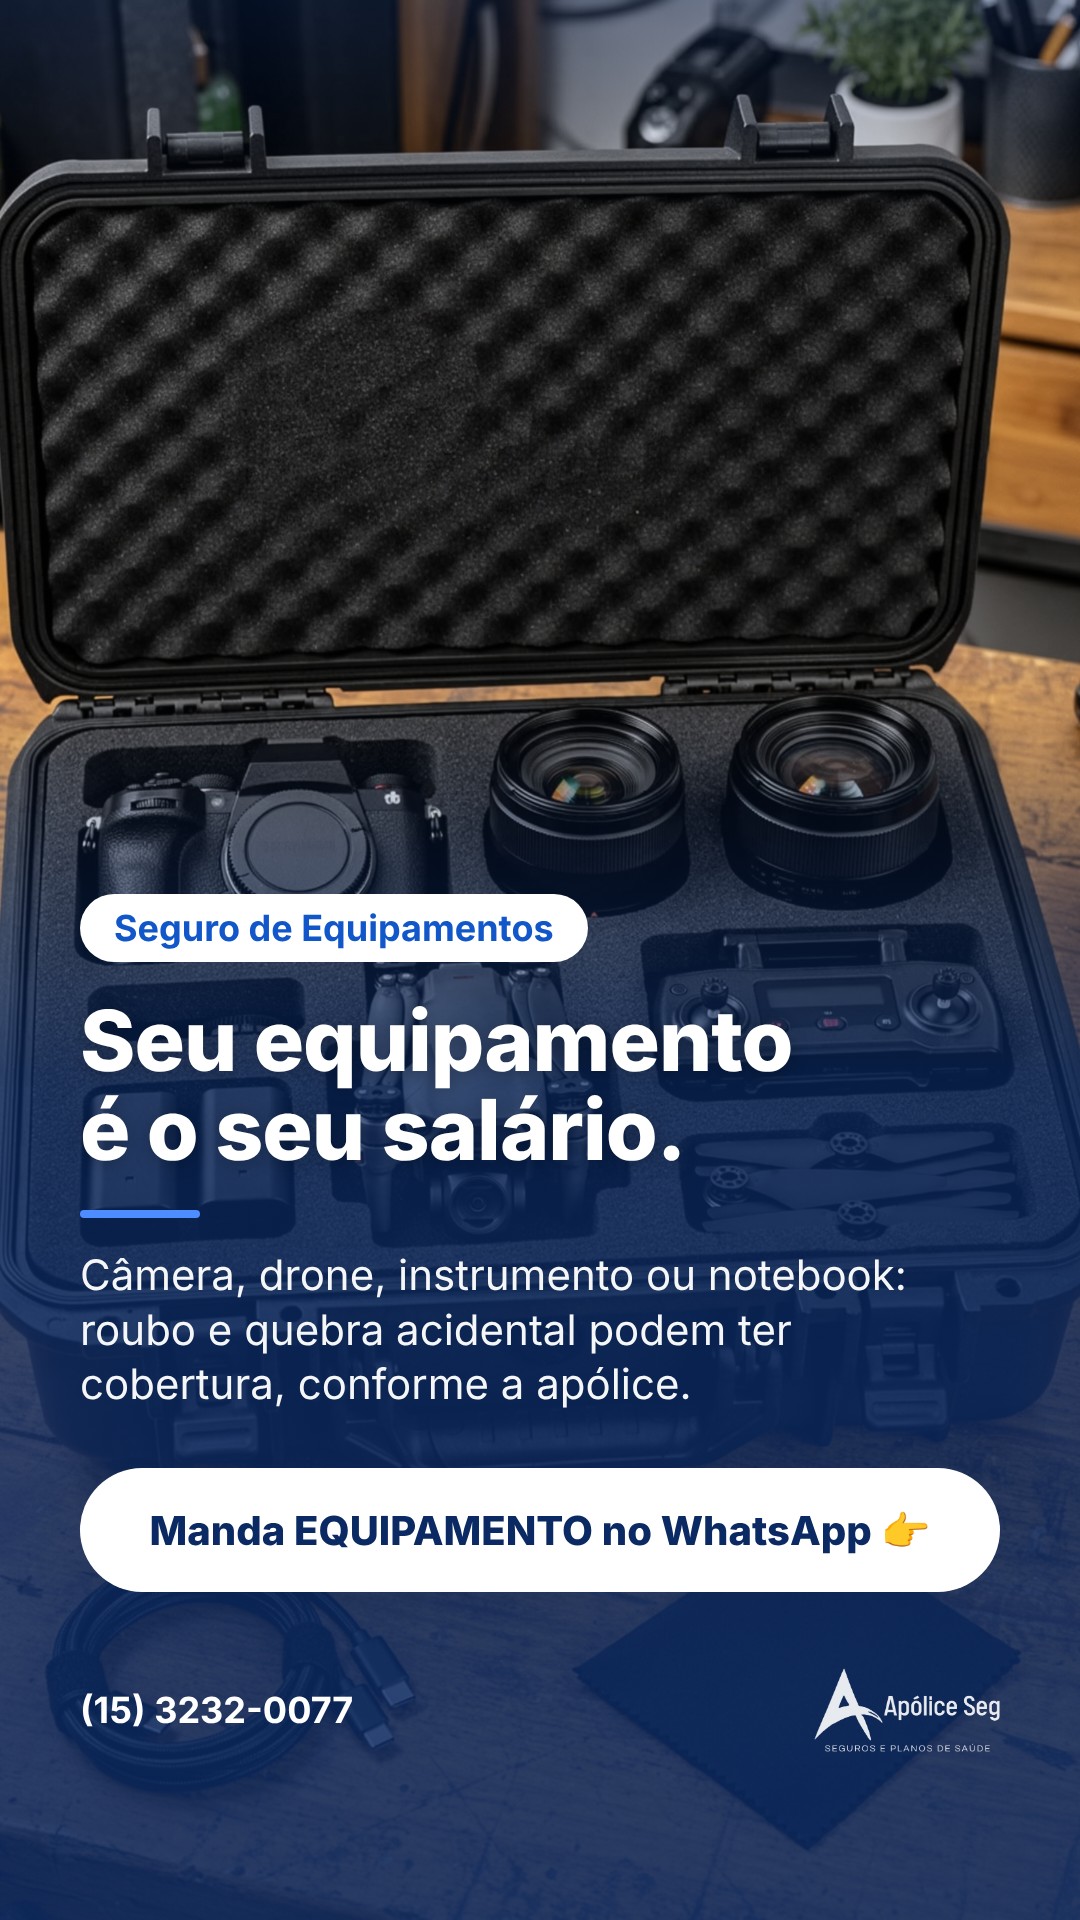 Seguro de Equipamentos
Seu equipamento
é o seu salário.
Câmera, drone, instrumento ou notebook:
roubo e quebra acidental podem ter
cobertura, conforme a apólice.
Manda EQUIPAMENTO no WhatsApp 👉
(15) 3232-0077
Apólice Seg
SEGUROS E PLANOS DE SAÚDE